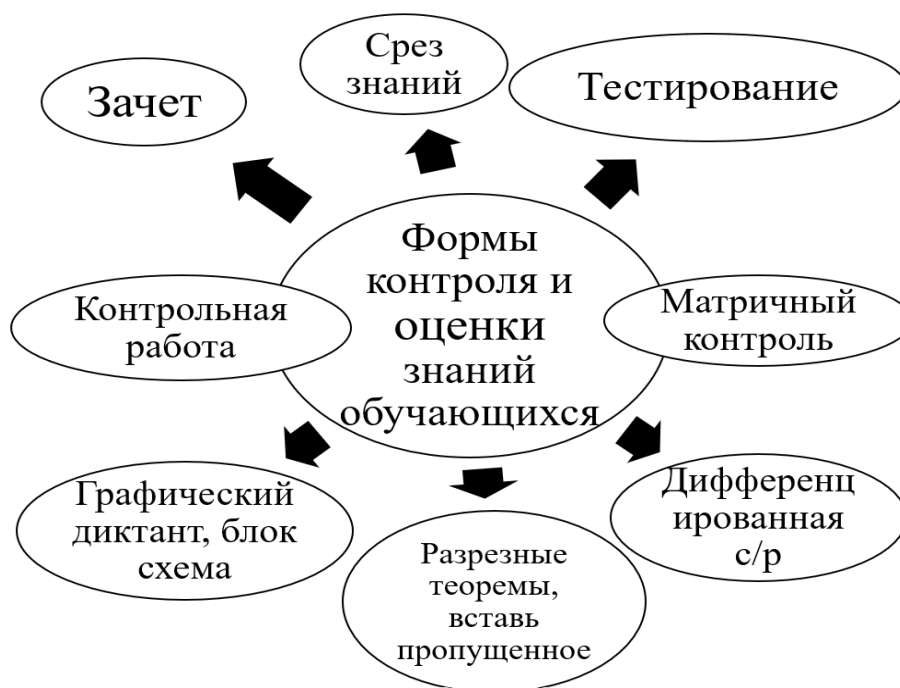 Срез
знаний
Зачет
Тестирование
Формы
контроля и
оценки
знаний
обучающихся
Контрольная
работа
Матричный
контроль
Графический
диктант, блок
схема
Разрезные
теоремы,
вставь
пропущенное
Дифференц
ированная
с/р